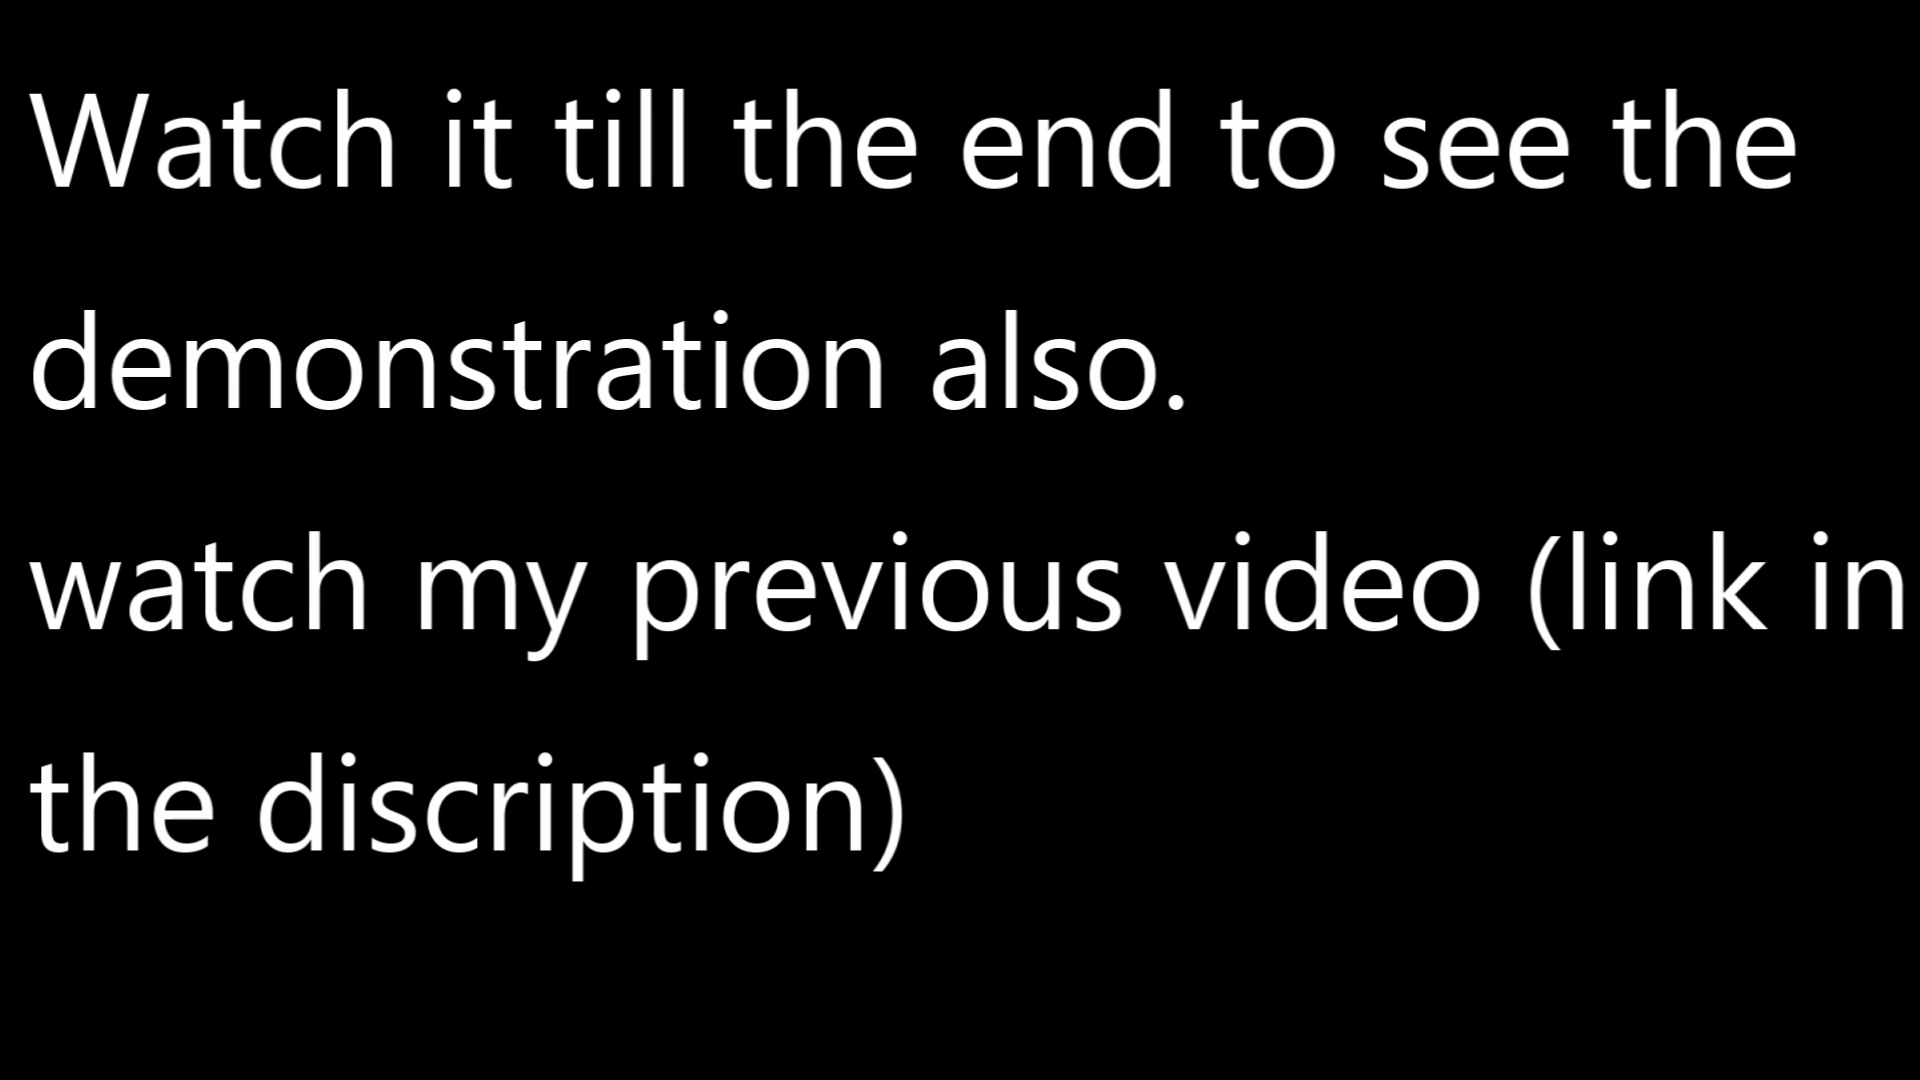 Watch it till the end to see the
demonstration also.
watch my previous video (link in
the discription)